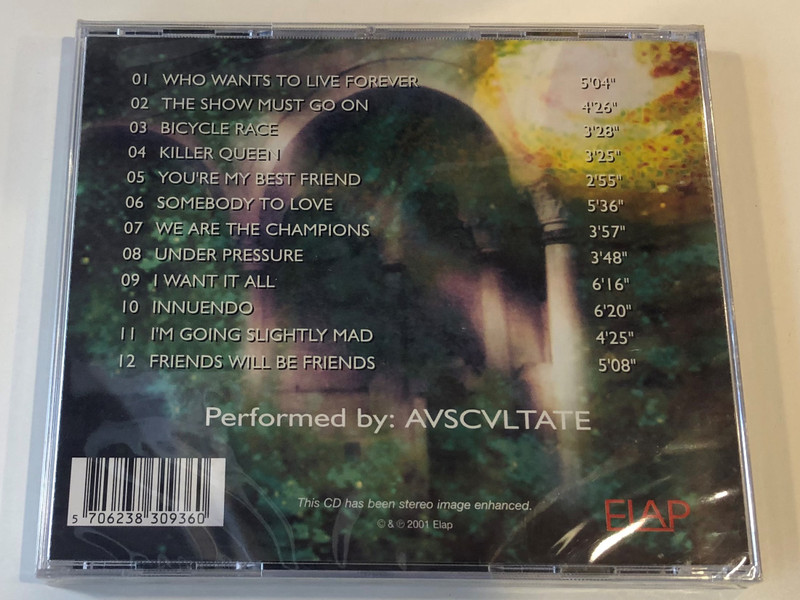 01 WHO WANTS TO LIVE FOREVER 5'04"
02 THE SHOW MUST GO ON 4'26"
03 BICYCLE RACE 3'28"
04 KILLER QUEEN 3'25"
05 YOU'RE MY BEST FRIEND 2'55"
06 SOMEBODY TO LOVE 5'36"
07 WE ARE THE CHAMPIONS 3'57"
08 UNDER PRESSURE 3'48"
09 I WANT IT ALL 6'16"
10 INNUENDO 6'20"
11 I'M GOING SLIGHTLY MAD 4'25"
12 FRIENDS WILL BE FRIENDS 5'08"
Performed by: AVSCVLTATE
This CD has been stereo image enhanced.
© & ℗ 2001 Elap
ELAP
5 706238 309360